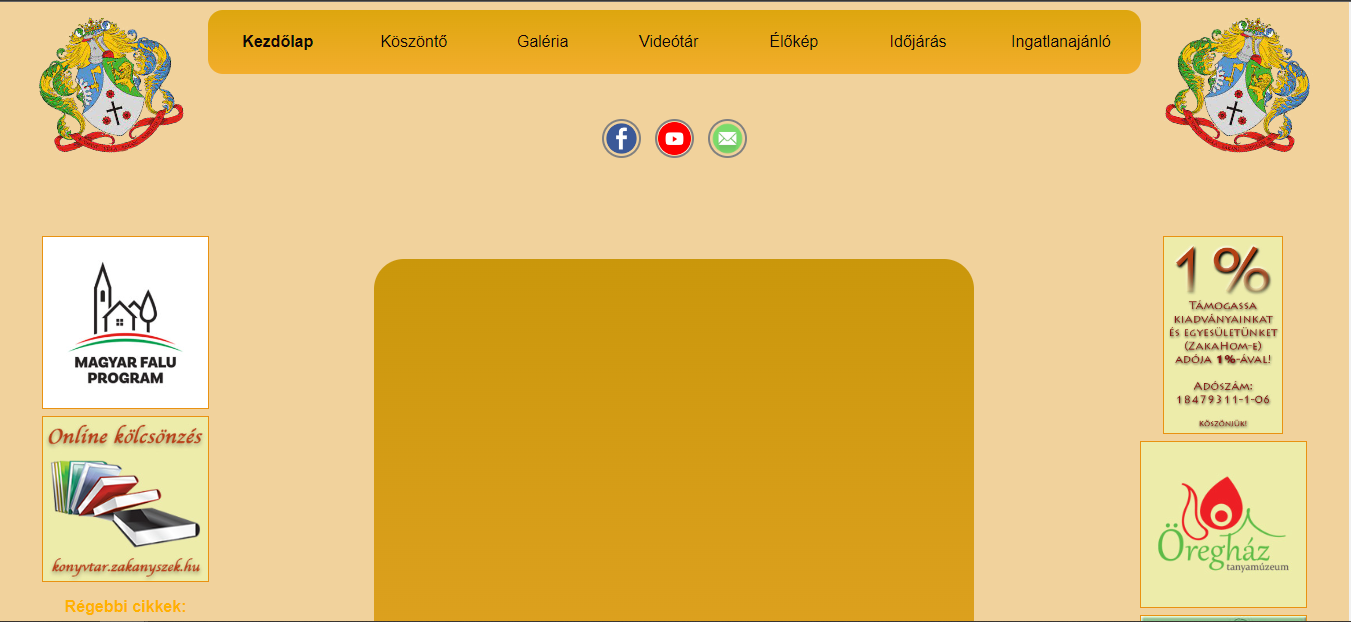 Kezdőlap Köszöntő Galéria Videótár Élőkép Időjárás Ingatlanajánló
MAGYAR FALU
PROGRAM
Online kölcsönzés
konyvtar.zakanyszek.hu
Régebbi cikkek:
1%
Támogassa
kiadványainkat
és egyesületünket
(ZakaHom-e)
adója 1%-ával!
Adószám:
18479311-1-06
Köszönjük!
Öregház
tanyamúzeum